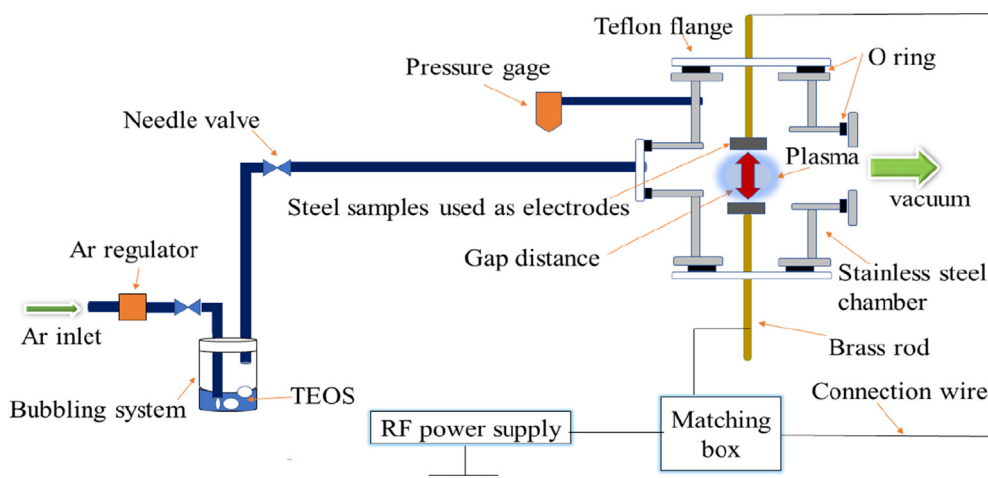 Teflon flange
O ring
Pressure gage
Needle valve
Plasma
Steel samples used as electrodes
vacuum
Ar regulator
Gap distance
Stainless steel
chamber
Ar inlet
Brass rod
TEOS
Bubbling system
Connection wire
RF power supply
Matching
box